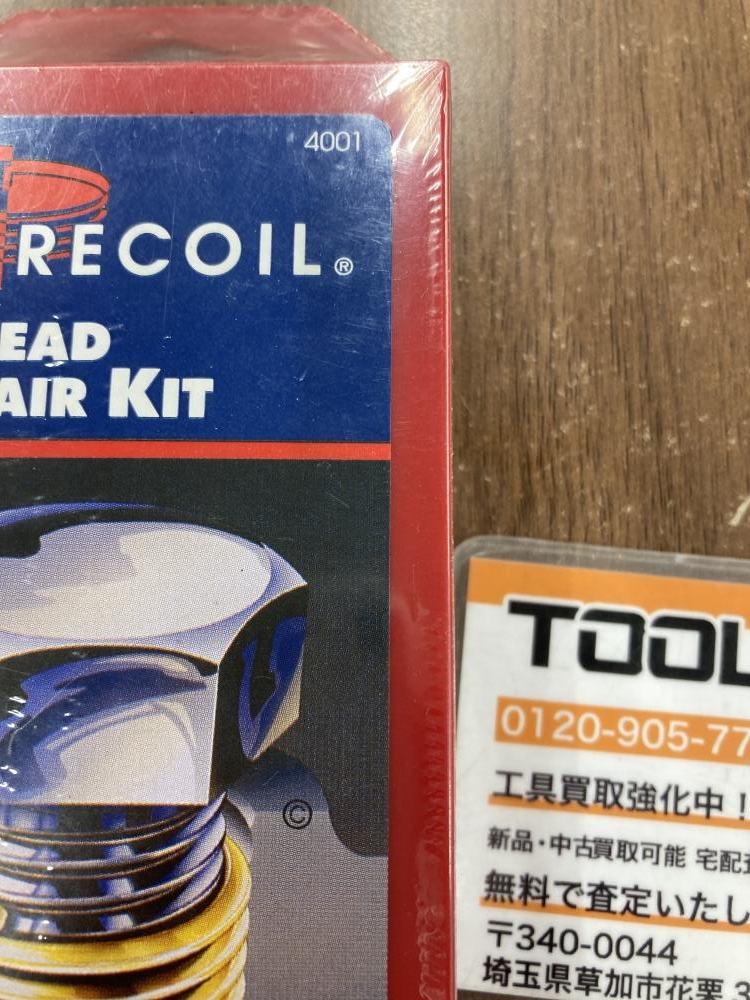 4001
RECOIL®
EAD
AIR KIT
©
TOOL
0120-905-77
工具買取強化中！
新品・中古買取可能 宅配
無料で査定いたし
〒340-0044
埼玉県草加市花栗 3